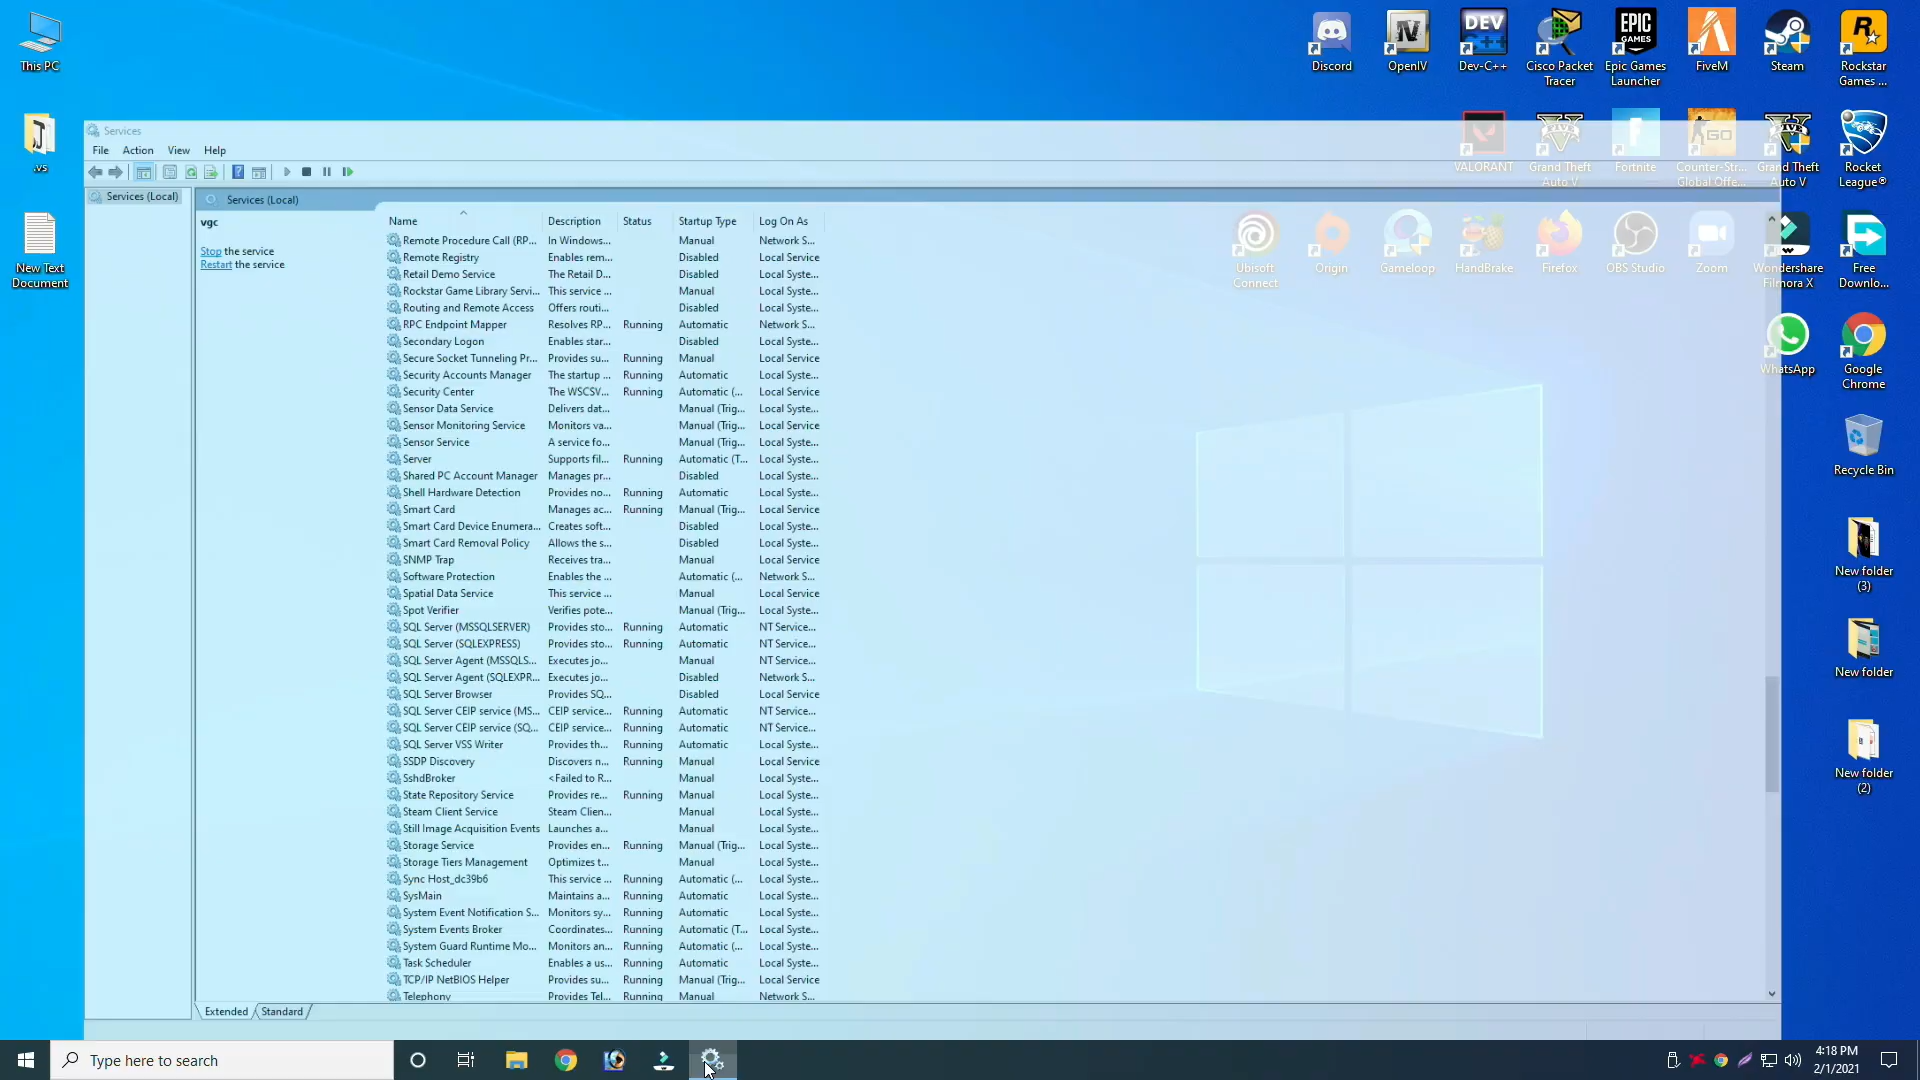 This PC
.vs
New Text
Document
Discord
OpenIV
DEV
C++
Dev-C++
Cisco Packet
Tracer
EPIC
GAMES
Epic Games
Launcher
FiveM
Steam
Rockstar
Games ...
VALORANT
Grand Theft
Auto V
Fortnite
Counter-Str...
Global Offe...
Grand Theft
Auto V
Rocket
League®
Ubisoft
Connect
Origin
Gameloop
HandBrake
Firefox
OBS Studio
Zoom
Wondershare
Filmora X
Free
Downlo...
WhatsApp
Google
Chrome
Recycle Bin
New folder
(3)
New folder
New folder
(2)
Services
File Action View Help
Services (Local)
Services (Local)
vgc
Stop the service
Restart the service
Name Description Status Startup Type Log On As
Remote Procedure Call (RP... In Windows... Manual Network S...
Remote Registry Enables rem... Disabled Local Service
Retail Demo Service The Retail D... Disabled Local Syste...
Rockstar Game Library Servi... This service ... Manual Local Syste...
Routing and Remote Access Offers routi... Disabled Local Syste...
RPC Endpoint Mapper Resolves RP... Running Automatic Network S...
Secondary Logon Enables star... Disabled Local Syste...
Secure Socket Tunneling Pr... Provides su... Running Manual Local Service
Security Accounts Manager The startup ... Running Automatic Local Syste...
Security Center The WSCSV... Running Automatic (... Local Service
Sensor Data Service Delivers dat... Manual (Trig... Local Syste...
Sensor Monitoring Service Monitors va... Manual (Trig... Local Service
Sensor Service A service fo... Manual (Trig... Local Syste...
Server Supports fil... Running Automatic (T... Local Syste...
Shared PC Account Manager Manages pr... Disabled Local Syste...
Shell Hardware Detection Provides no... Running Automatic Local Syste...
Smart Card Manages ac... Running Manual (Trig... Local Service
Smart Card Device Enumera... Creates soft... Disabled Local Syste...
Smart Card Removal Policy Allows the s... Disabled Local Syste...
SNMP Trap Receives tra... Manual Local Service
Software Protection Enables the ... Automatic (... Network S...
Spatial Data Service This service ... Manual Local Service
Spot Verifier Verifies pote... Manual (Trig... Local Syste...
SQL Server (MSSQLSERVER) Provides sto... Running Automatic NT Service...
SQL Server (SQLEXPRESS) Provides sto... Running Automatic NT Service...
SQL Server Agent (MSSQLS... Executes jo... Manual NT Service...
SQL Server Agent (SQLEXPR... Executes jo... Disabled Network S...
SQL Server Browser Provides SQ... Disabled Local Service
SQL Server CEIP service (MS... CEIP service... Running Automatic NT Service...
SQL Server CEIP service (SQ... CEIP service... Running Automatic NT Service...
SQL Server VSS Writer Provides th... Running Automatic Local Syste...
SSDP Discovery Discovers n... Running Manual Local Service
SshdBroker <Failed to R... Manual Local Syste...
State Repository Service Provides re... Running Manual Local Syste...
Steam Client Service Steam Clien... Manual Local Syste...
Still Image Acquisition Events Launches a... Manual Local Syste...
Storage Service Provides en... Running Manual (Trig... Local Syste...
Storage Tiers Management Optimizes t... Manual Local Syste...
Sync Host_dc39b6 This service ... Running Automatic (... Local Syste...
SysMain Maintains a... Running Automatic Local Syste...
System Event Notification S... Monitors sy... Running Automatic Local Syste...
System Events Broker Coordinates... Running Automatic (T... Local Syste...
System Guard Runtime Mo... Monitors an... Running Automatic (... Local Syste...
Task Scheduler Enables a us... Running Automatic Local Syste...
TCP/IP NetBIOS Helper Provides su... Running Manual (Trig... Local Service
Telephony Provides Tel... Running Manual Network S...
Extended Standard
Type here to search
4:18 PM
2/1/2021